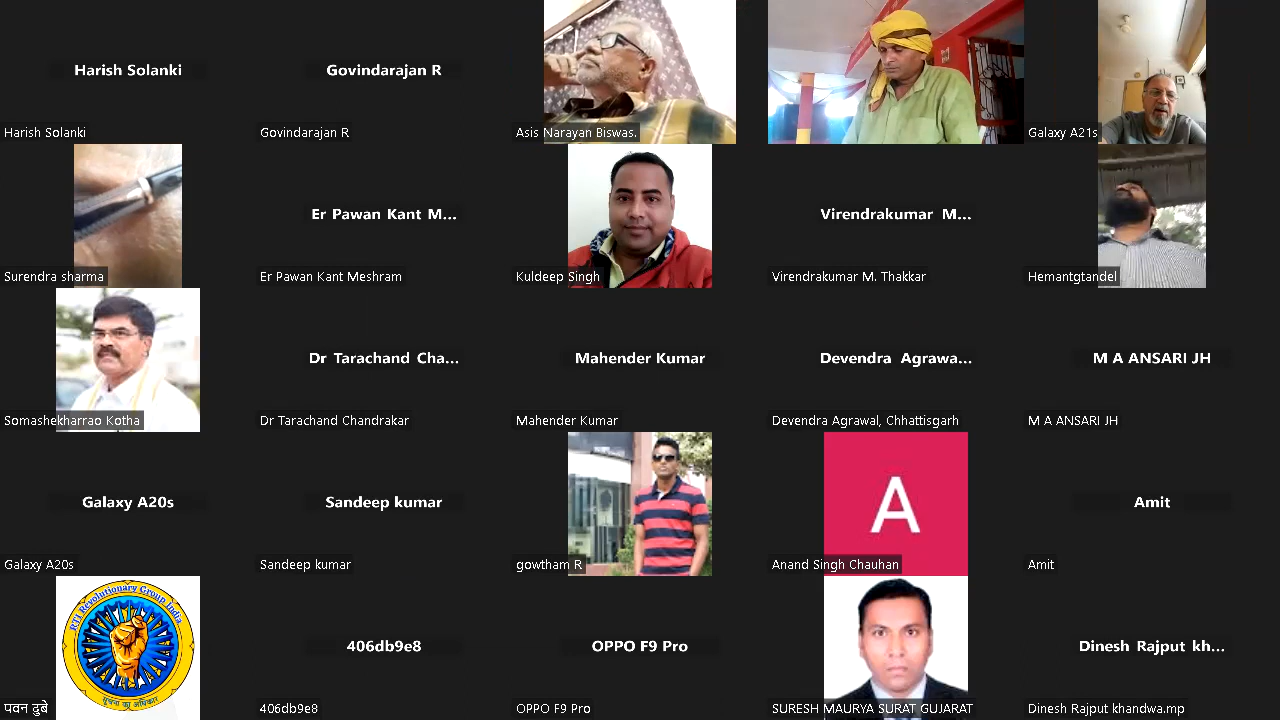 Harish Solanki
Harish Solanki
Govindarajan R
Govindarajan R
Asis Narayan Biswas.
Galaxy A21s
Surendra sharma
Er Pawan Kant M...
Er Pawan Kant Meshram
Kuldeep Singh
Virendrakumar M...
Virendrakumar M. Thakkar
Hemantgtandel
Somashekharrao Kotha
Dr Tarachand Cha...
Dr Tarachand Chandrakar
Mahender Kumar
Mahender Kumar
Devendra Agrawa...
Devendra Agrawal, Chhattisgarh
M A ANSARI JH
M A ANSARI JH
Galaxy A20s
Galaxy A20s
Sandeep kumar
Sandeep kumar
gowtham R
A
Anand Singh Chauhan
Amit
Amit
RTI Revolutionary Group India
सूचना का अधिकार
पवन दुबे
406db9e8
406db9e8
OPPO F9 Pro
OPPO F9 Pro
SURESH MAURYA SURAT GUJARAT
Dinesh Rajput kh...
Dinesh Rajput khandwa.mp